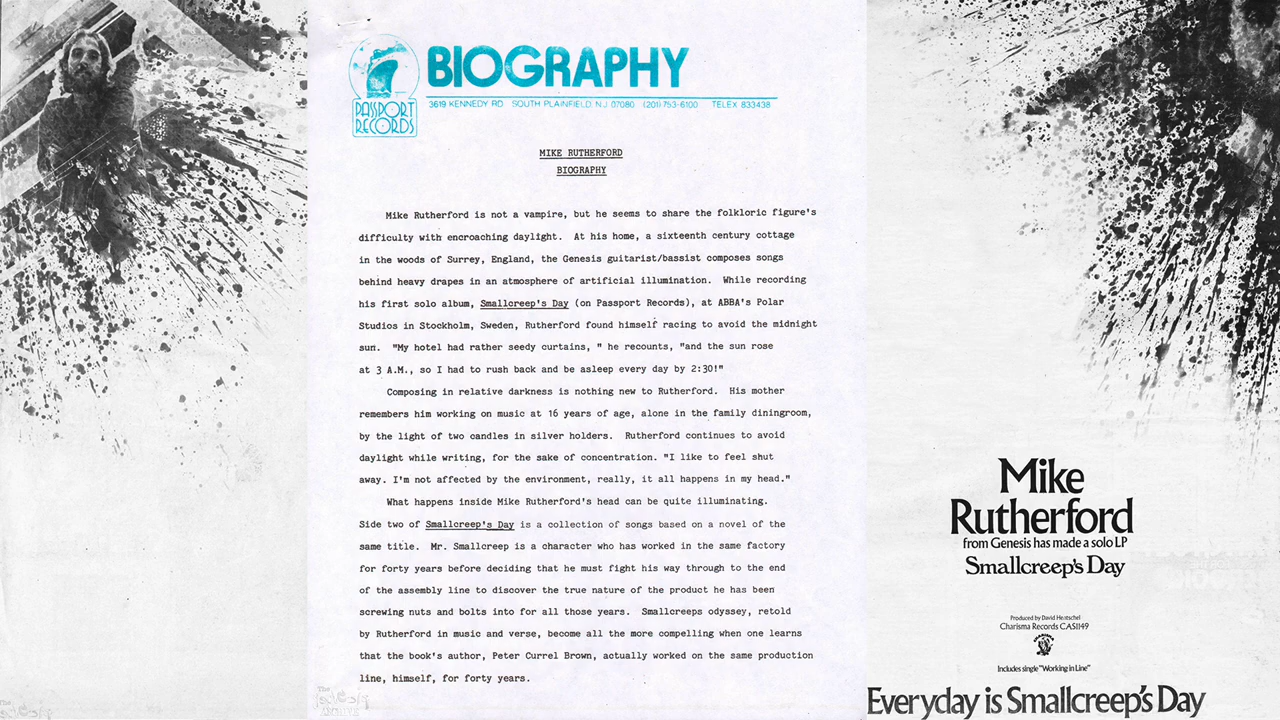 PASSPORT
RECORDS
BIOGRAPHY
3619 KENNEDY RD SOUTH PLAINFIELD, N.J. 07080 (201) 753-6100 TELEX 833438
MIKE RUTHERFORD
BIOGRAPHY
Mike Rutherford is not a vampire, but he seems to share the folkloric figure's
difficulty with encroaching daylight. At his home, a sixteenth century cottage
in the woods of Surrey, England, the Genesis guitarist/bassist composes songs
behind heavy drapes in an atmosphere of artificial illumination. While recording
his first solo album, Smallcreep's Day (on Passport Records), at ABBA's Polar
Studios in Stockholm, Sweden, Rutherford found himself racing to avoid the midnight
sun. "My hotel had rather seedy curtains, " he recounts, "and the sun rose
at 3 A.M., so I had to rush back and be asleep every day by 2:30!"
Composing in relative darkness is nothing new to Rutherford. His mother
remembers him working on music at 16 years of age, alone in the family diningroom,
by the light of two candles in silver holders. Rutherford continues to avoid
daylight while writing, for the sake of concentration. "I like to feel shut
away. I'm not affected by the environment, really, it all happens in my head."
What happens inside Mike Rutherford's head can be quite illuminating.
Side two of Smallcreep's Day is a collection of songs based on a novel of the
same title. Mr. Smallcreep is a character who has worked in the same factory
for forty years before deciding that he must fight his way through to the end
of the assembly line to discover the true nature of the product he has been
screwing nuts and bolts into for all those years. Smallcreeps odyssey, retold
by Rutherford in music and verse, become all the more compelling when one learns
that the book's author, Peter Currel Brown, actually worked on the same production
line, himself, for forty years.
Mike
Rutherford
from Genesis has made a solo LP
Smallcreep's Day
Produced by David Hentschel
Charisma Records CAS1149
Includes single "Working in Line"
Everyday is Smallcreep's Day